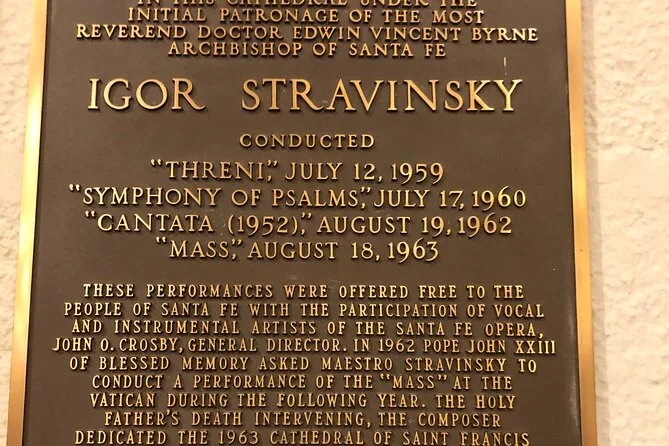 IN THIS CATHEDRAL UNDER THE
INITIAL PATRONAGE OF THE MOST
REVEREND DOCTOR EDWIN VINCENT BYRNE
ARCHBISHOP OF SANTA FE
IGOR STRAVINSKY
CONDUCTED
"THRENI," JULY 12, 1959
"SYMPHONY OF PSALMS," JULY 17, 1960
"CANTATA (1952)," AUGUST 19, 1962
"MASS," AUGUST 18, 1963
THESE PERFORMANCES WERE OFFERED FREE TO THE
PEOPLE OF SANTA FE WITH THE PARTICIPATION OF VOCAL
AND INSTRUMENTAL ARTISTS OF THE SANTA FE OPERA,
JOHN O. CROSBY, GENERAL DIRECTOR. IN 1962 POPE JOHN XXIII
OF BLESSED MEMORY ASKED MAESTRO STRAVINSKY TO
CONDUCT A PERFORMANCE OF THE "MASS" AT THE
VATICAN DURING THE FOLLOWING YEAR. THE HOLY
FATHER'S DEATH INTERVENING, THE COMPOSER
DEDICATED THE 1963 CATHEDRAL OF SAINT FRANCIS